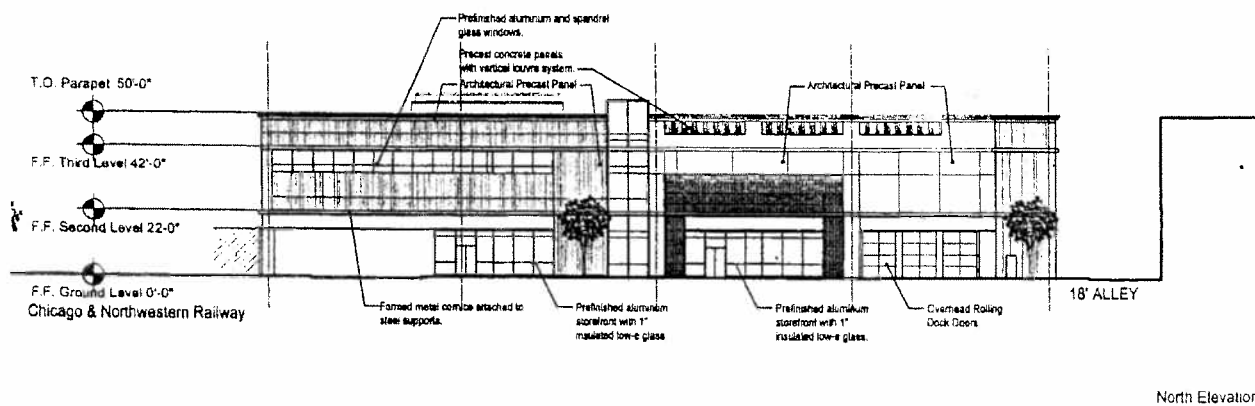 Prefinished aluminum and spandrel
glass windows.
Precast concrete panels
with vertical louvre system.
Architectural Precast Panel
Architectural Precast Panel
T.O. Parapet 50'-0"
F.F. Third Level 42'-0"
F.F. Second Level 22'-0"
F.F. Ground Level 0'-0"
Chicago & Northwestern Railway
18' ALLEY
Formed metal cornice attached to
steel supports.
Prefinished aluminum
storefront with 1"
insulated low-e glass
Prefinished aluminum
storefront with 1"
insulated low-e glass.
Overhead Rolling
Dock Doors
North Elevation